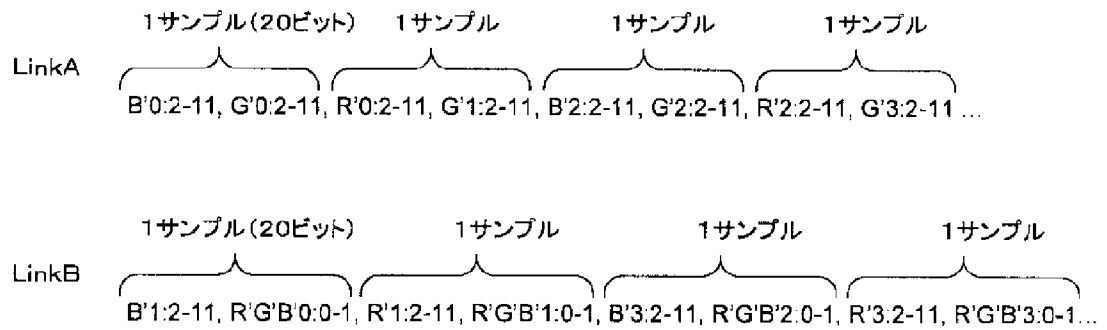 1サンプル(20ビット) 1サンプル 1サンプル 1サンプル
LinkA
B'0:2-11, G'0:2-11, R'0:2-11, G'1:2-11, B'2:2-11, G'2:2-11, R'2:2-11, G'3:2-11 ...
1サンプル(20ビット) 1サンプル 1サンプル 1サンプル
LinkB
B'1:2-11, R'G'B'0:0-1, R'1:2-11, R'G'B'1:0-1, B'3:2-11, R'G'B'2:0-1, R'3:2-11, R'G'B'3:0-1...